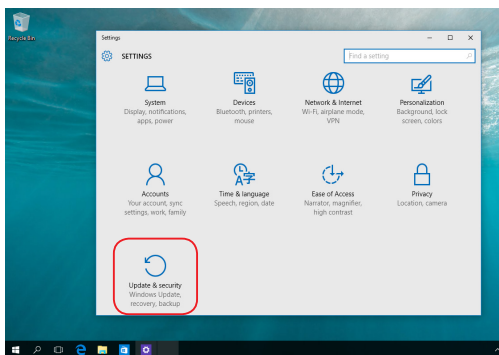 Recycle Bin
Settings
SETTINGS
Find a setting
System
Display, notifications,
apps, power
Devices
Bluetooth, printers,
mouse
Network & Internet
Wi-Fi, airplane mode,
VPN
Personalization
Background, lock
screen, colors
Accounts
Your account, sync
settings, work, family
Time & language
Speech, region, date
Ease of Access
Narrator, magnifier,
high contrast
Privacy
Location, camera
Update & security
Windows Update,
recovery, backup